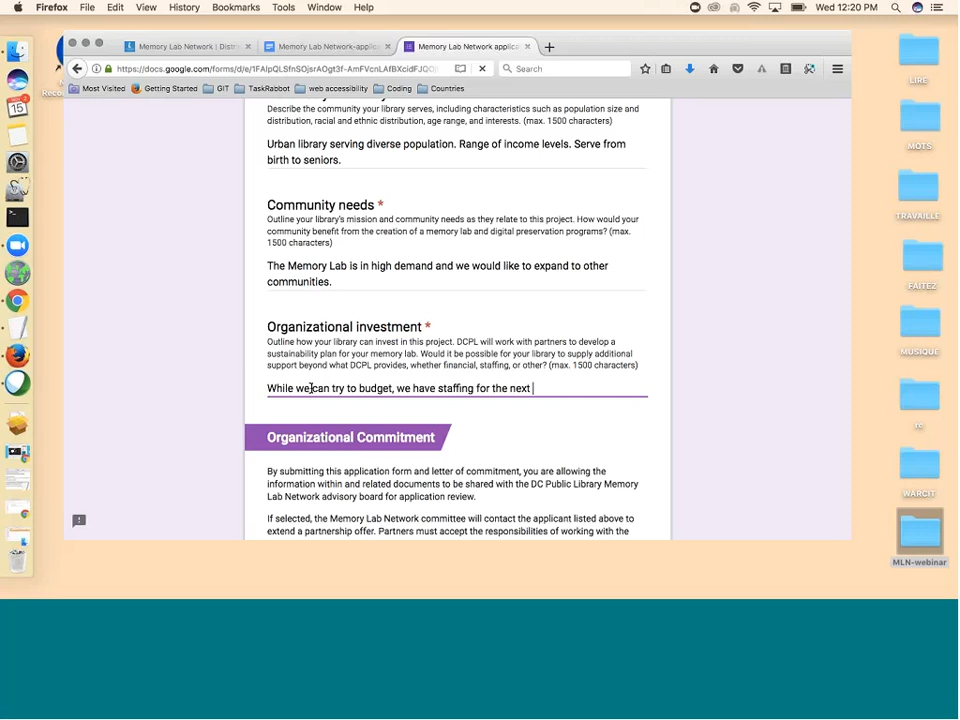 Firefox File Edit View History Bookmarks Tools Window Help Wed 12:20 PM
Memory Lab Network | Distri Memory Lab Network-applic Memory Lab Network applica
https://docs.google.com/forms/d/e/ Search
Most Visited Getting Started GIT TaskRabbot web accessibility Coding Countries
Describe the community your library serves, including characteristics such as population size and
distribution, racial and ethnic distribution, age range, and interests. (max. 1500 characters)
Urban library serving diverse population. Range of income levels. Serve from
birth to seniors.
Community needs *
Outline your library's mission and community needs as they relate to this project. How would your
community benefit from the creation of a memory lab and digital preservation programs? (max.
1500 characters)
The Memory Lab is in high demand and we would like to expand to other
communities.
Organizational investment *
Outline how your library can invest in this project. DCPL will work with partners to develop a
sustainability plan for your memory lab. Would it be possible for your library to supply additional
support beyond what DCPL provides, whether financial, staffing, or other? (max. 1500 characters)
While we can try to budget, we have staffing for the next
Organizational Commitment
By submitting this application form and letter of commitment, you are allowing the
information within and related documents to be shared with the DC Public Library Memory
Lab Network advisory board for application review.
If selected, the Memory Lab Network committee will contact the applicant listed above to
extend a partnership offer. Partners must accept the responsibilities of working with the
15
LIRE
MOTS
TRAVAILLE
FAITEZ
MUSIQUE
WARCIT
MLN-webinar